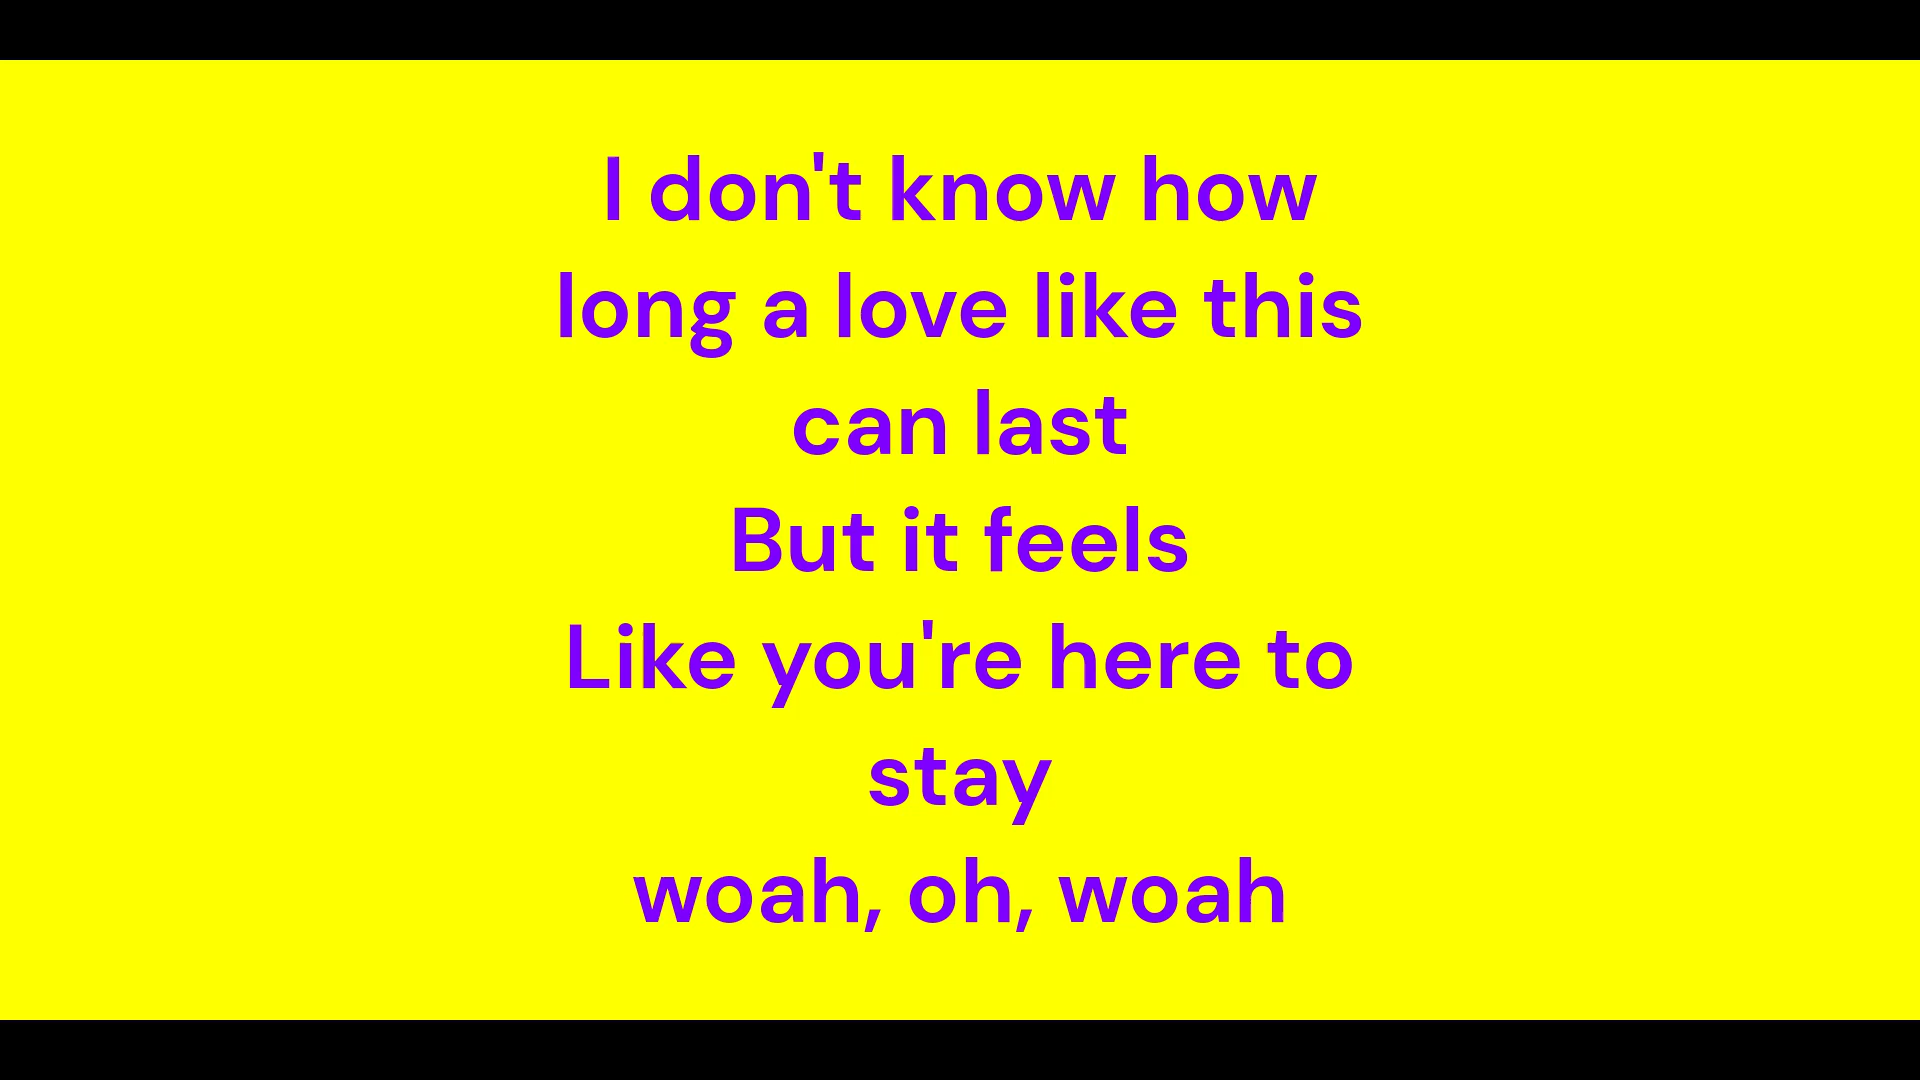 I don't know how
long a love like this
can last
But it feels
Like you're here to
stay
woah, oh, woah